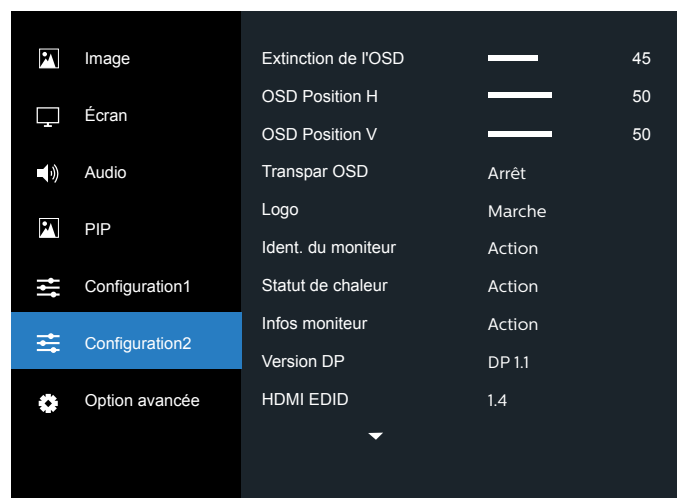 Image
Écran
Audio
PIP
Configuration1
Configuration2
Option avancée
Extinction de l'OSD 45
OSD Position H 50
OSD Position V 50
Transpar OSD Arrêt
Logo Marche
Ident. du moniteur Action
Statut de chaleur Action
Infos moniteur Action
Version DP DP 1.1
HDMI EDID 1.4